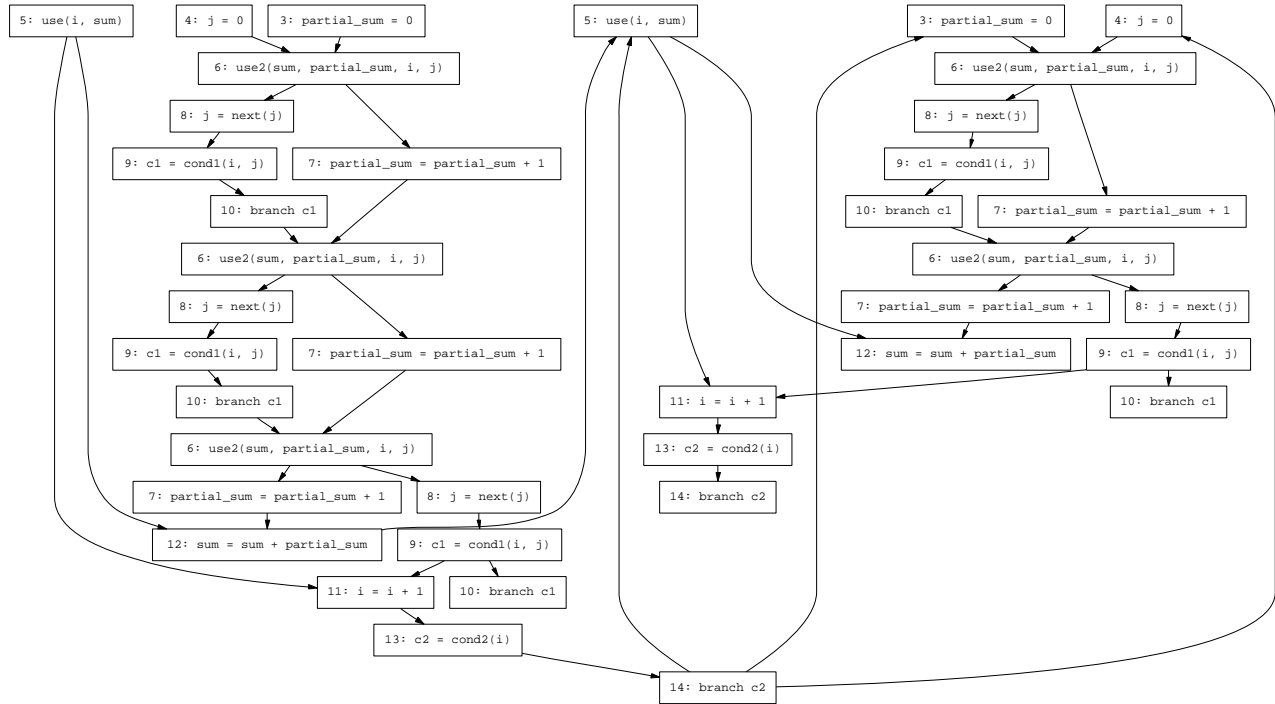 5: use(i, sum)
4: j = 0
3: partial_sum = 0
5: use(i, sum)
3: partial_sum = 0
4: j = 0
6: use2(sum, partial_sum, i, j)
6: use2(sum, partial_sum, i, j)
8: j = next(j)
8: j = next(j)
9: c1 = cond1(i, j)
7: partial_sum = partial_sum + 1
9: c1 = cond1(i, j)
10: branch c1
10: branch c1
7: partial_sum = partial_sum + 1
6: use2(sum, partial_sum, i, j)
6: use2(sum, partial_sum, i, j)
8: j = next(j)
7: partial_sum = partial_sum + 1
8: j = next(j)
9: c1 = cond1(i, j)
7: partial_sum = partial_sum + 1
12: sum = sum + partial_sum
9: c1 = cond1(i, j)
10: branch c1
11: i = i + 1
10: branch c1
6: use2(sum, partial_sum, i, j)
13: c2 = cond2(i)
7: partial_sum = partial_sum + 1
8: j = next(j)
14: branch c2
12: sum = sum + partial_sum
9: c1 = cond1(i, j)
11: i = i + 1
10: branch c1
13: c2 = cond2(i)
14: branch c2